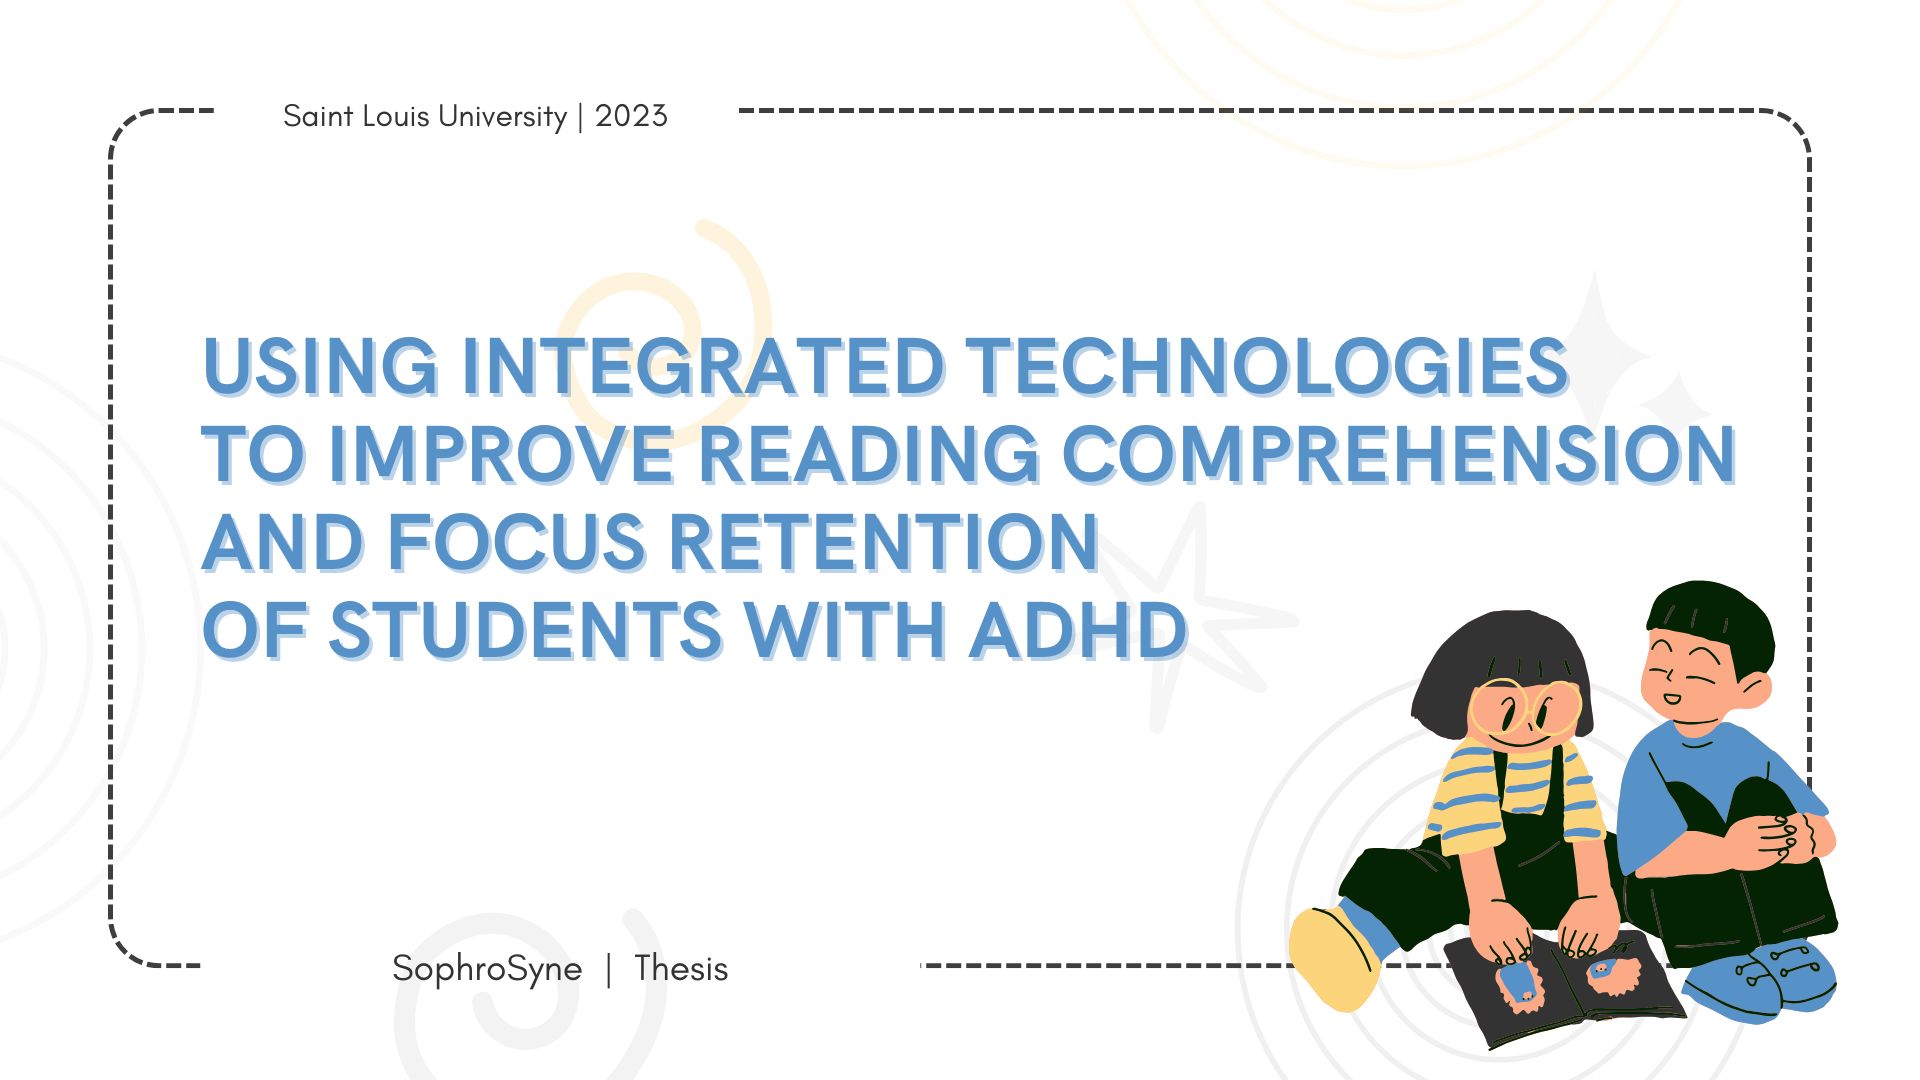 Saint Louis University | 2023
USING INTEGRATED TECHNOLOGIES
TO IMPROVE READING COMPREHENSION
AND FOCUS RETENTION
OF STUDENTS WITH ADHD
SophroSyne | Thesis